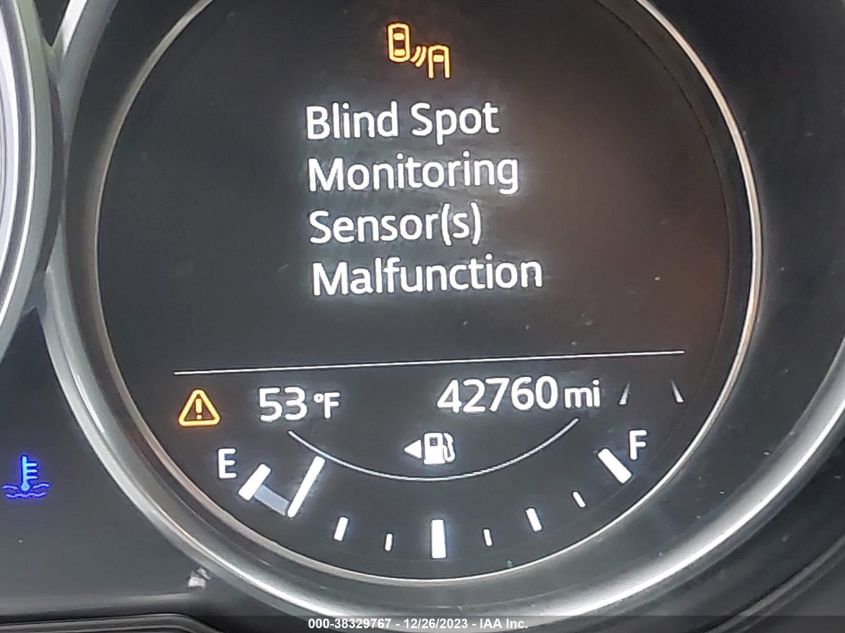 Blind Spot
Monitoring
Sensor(s)
Malfunction
53°F 42760 mi
E F
000-38329767 - 12/26/2023 - IAA Inc.